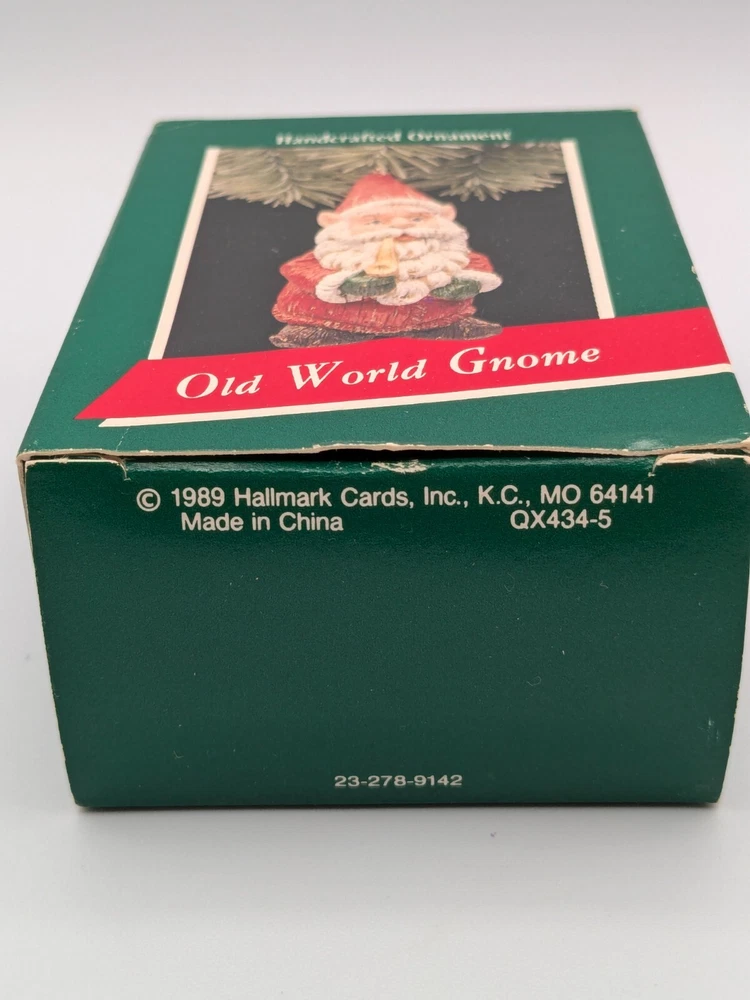 Handcrafted Ornament
Old World Gnome
© 1989 Hallmark Cards, Inc., K.C., MO 64141
Made in China QX434-5
23-278-9142